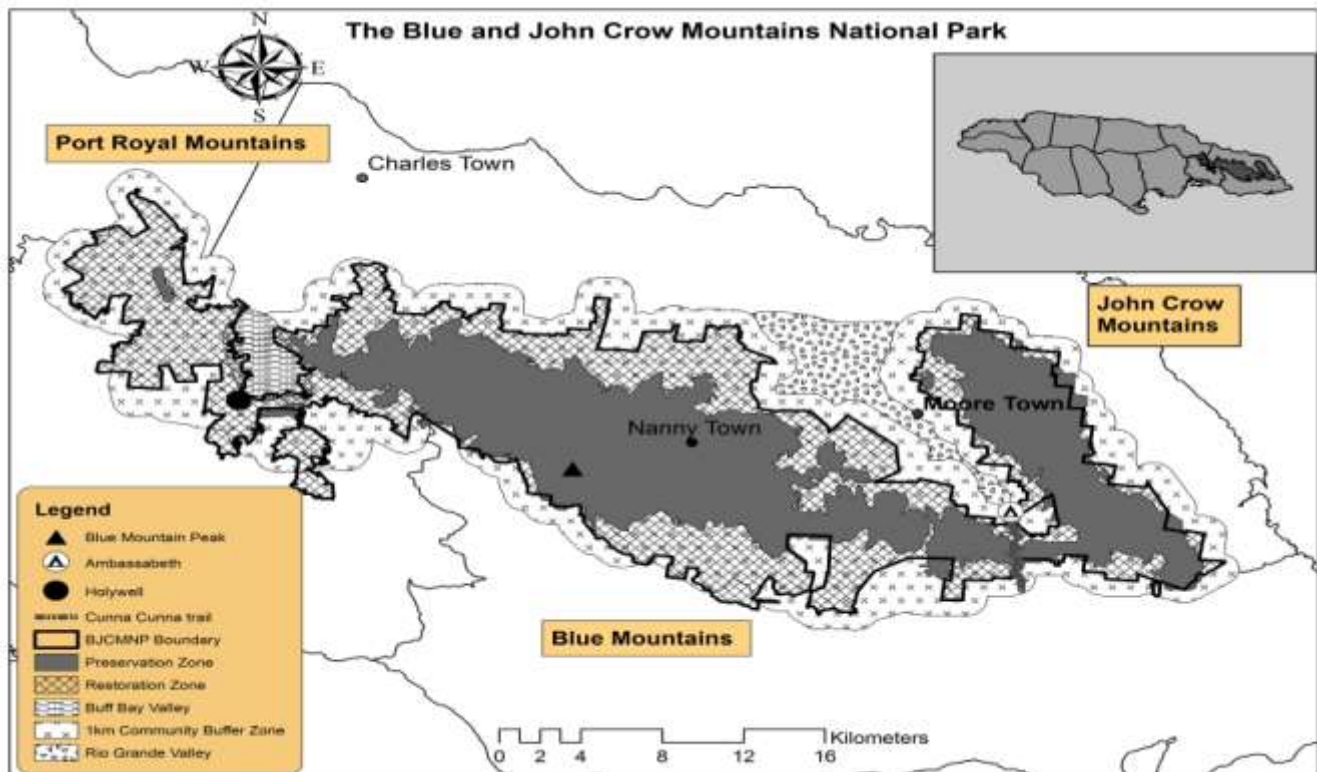 The Blue and John Crow Mountains National Park
N
W
E
S
Port Royal Mountains
Charles Town
John Crow
Mountains
Moore Town
Nanny Town
Legend
Blue Mountain Peak
Ambassabeth
Holywell
Cunna Cunna trail
BJCMNP Boundary
Preservation Zone
Restoration Zone
Buff Bay Valley
1km Community Buffer Zone
Rio Grande Valley
Blue Mountains
Kilometers
0 2 4 8 12 16